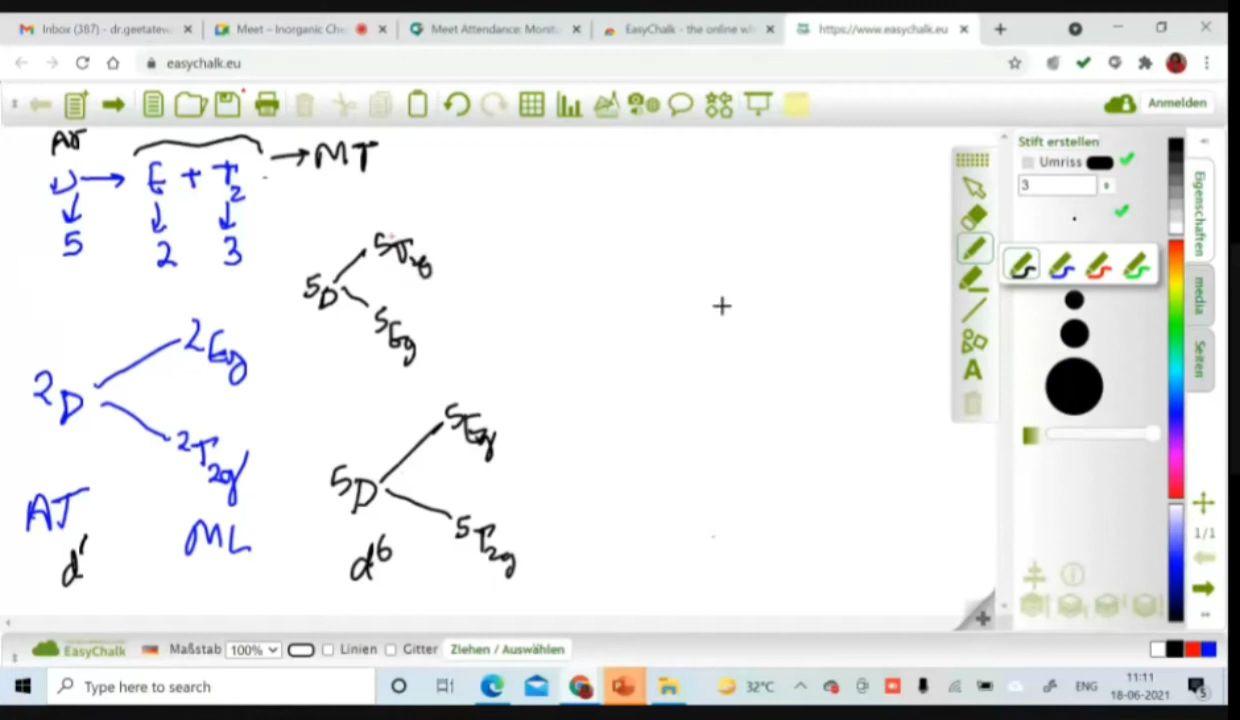 Inbox (387) - dr.geetatew
Meet – Inorganic Che
Meet Attendance: Monit
EasyChalk - the online wh
https://www.easychalk.eu
easychalk.eu
Anmelden
AT
D → E + T2 → MT
5 2 3
5D 5T2g
5Eg
2D 2Eg
2T2g
5D 5Eg
5T2g
AT ML
d1 d6
Stift erstellen
Umriss
3
A
Eigenschaften
media
Seiten
1/1
EasyChalk
Maßstab 100% Linien Gitter Ziehen / Auswählen
Type here to search
32°C
ENG
11:11
18-06-2021
5